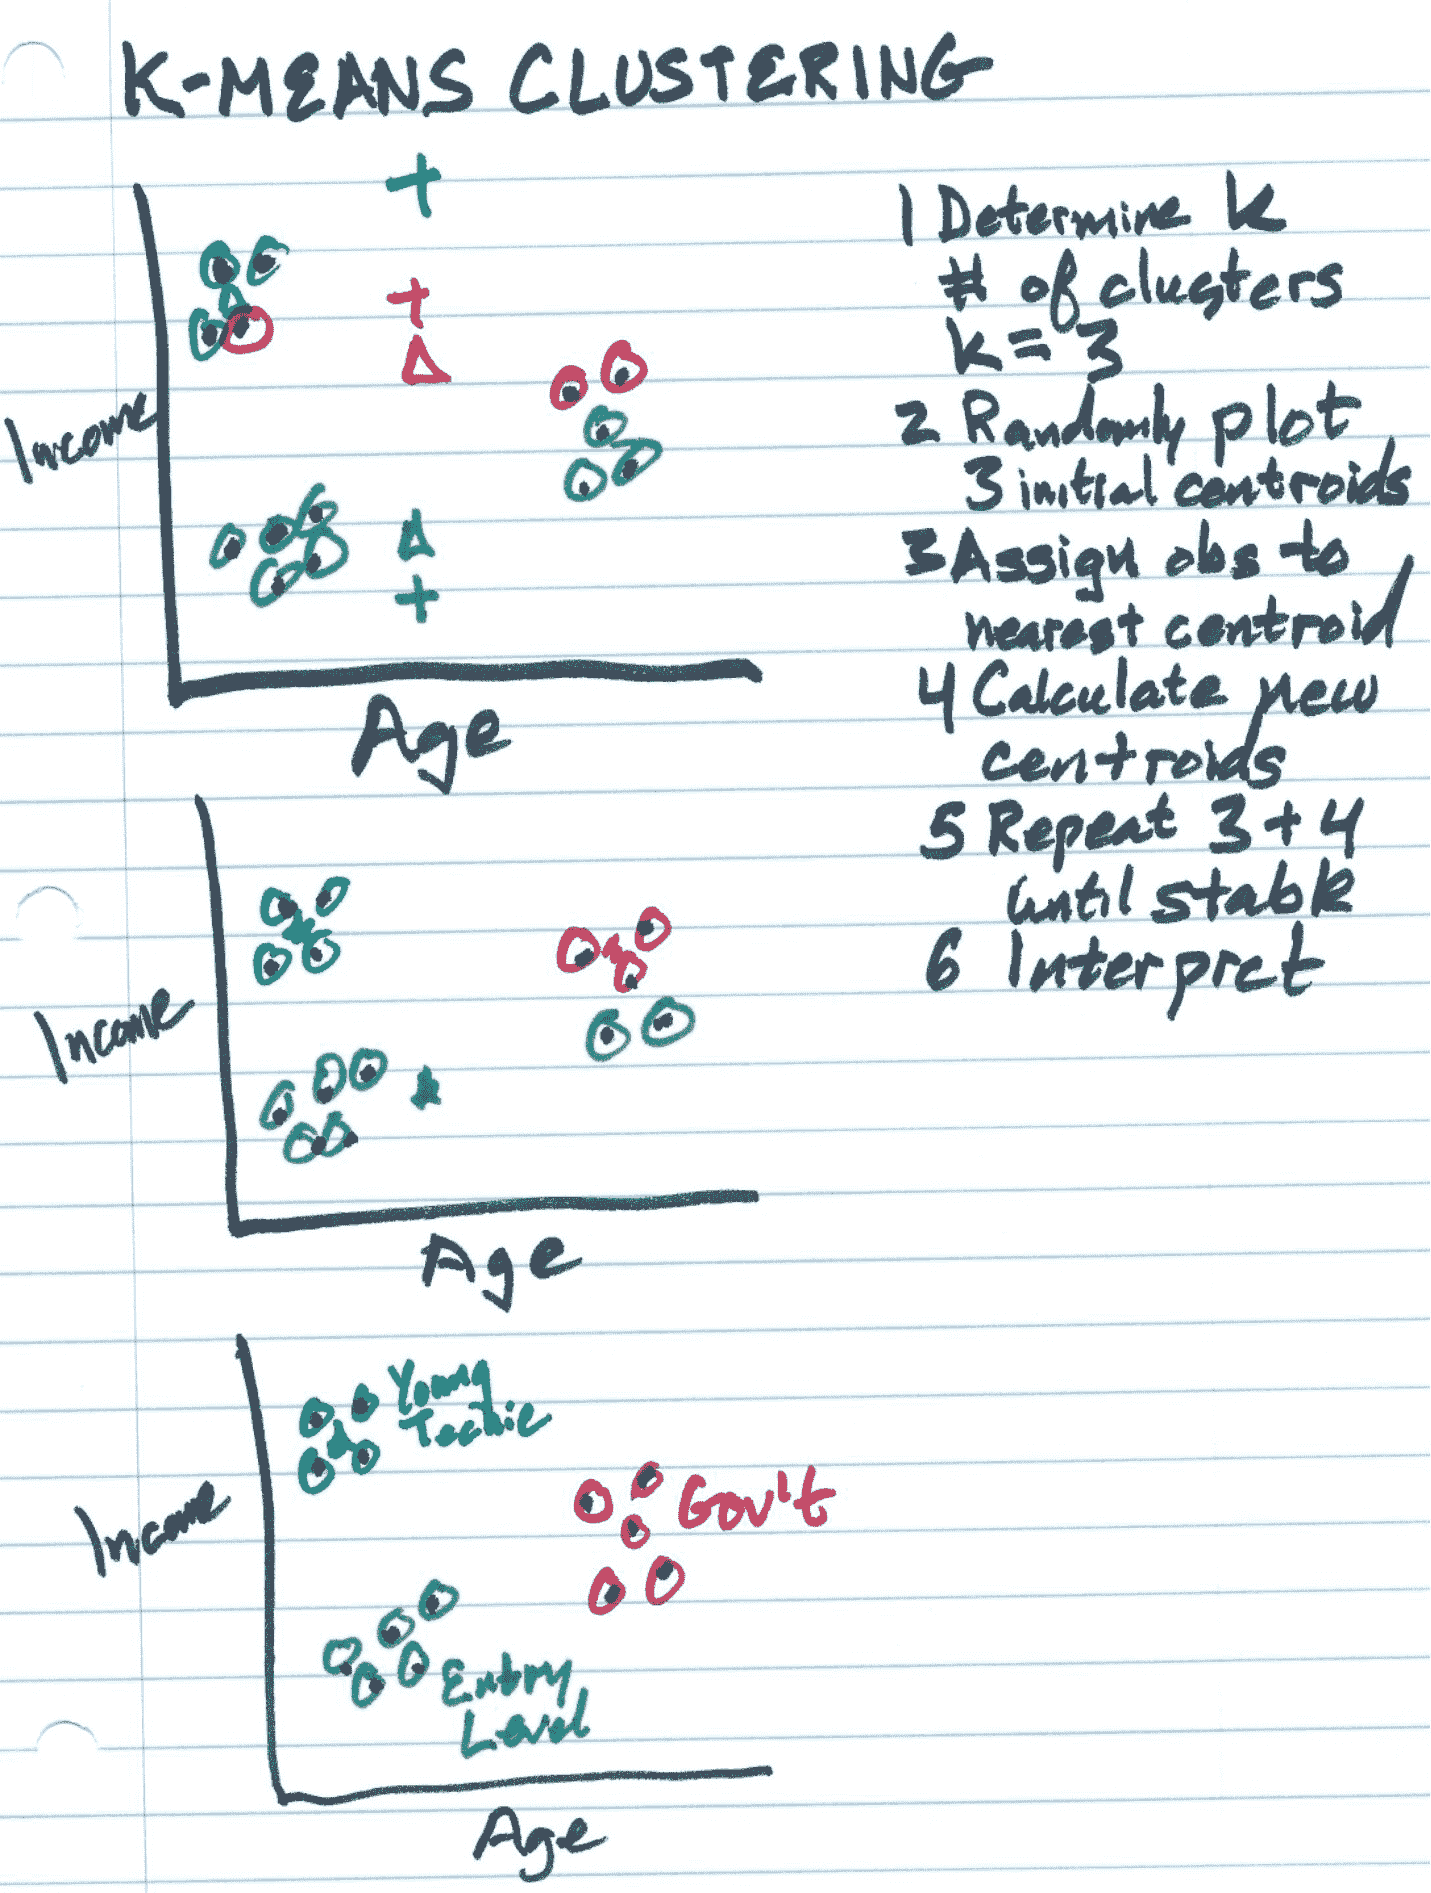 K-MEANS CLUSTERING
Income
Age
1 Determine k
# of clusters
k = 3
2 Randomly plot
3 initial centroids
3 Assign obs to
nearest centroid
4 Calculate new
centroids
5 Repeat 3 + 4
until stable
6 Interpret
Income
Age
Young
Techie
Gov't
Entry
Level
Income
Age